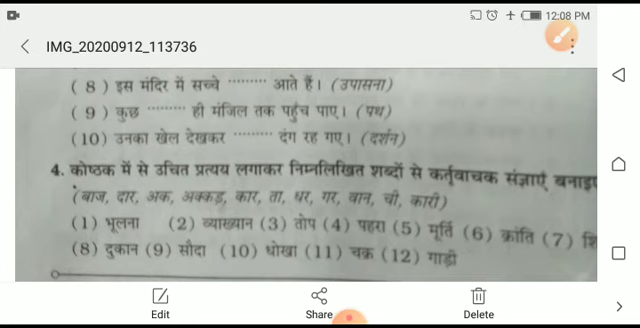 12:08 PM
IMG_20200912_113736
( 8 ) इस मंदिर में सच्चे ········ आते हैं। (उपासना)
( 9 ) कुछ ········ ही मंजिल तक पहुँच पाए। (पथ)
(10) उनका खेल देखकर ········ दंग रह गए। (दर्शन)
4. कोष्ठक में से उचित प्रत्यय लगाकर निम्नलिखित शब्दों से कर्तृवाचक संज्ञाएं बनाइए
(बाज, दार, अक, अक्कड़, कार, ता, धर, गर, वान, ची, कारी)
(1) भूलना (2) व्याख्यान (3) तोप (4) पहरा (5) मूर्ति (6) क्रांति (7)
(8) दुकान (9) सौदा (10) धोखा (11) चक्र (12) गाड़ी
Edit Share Delete